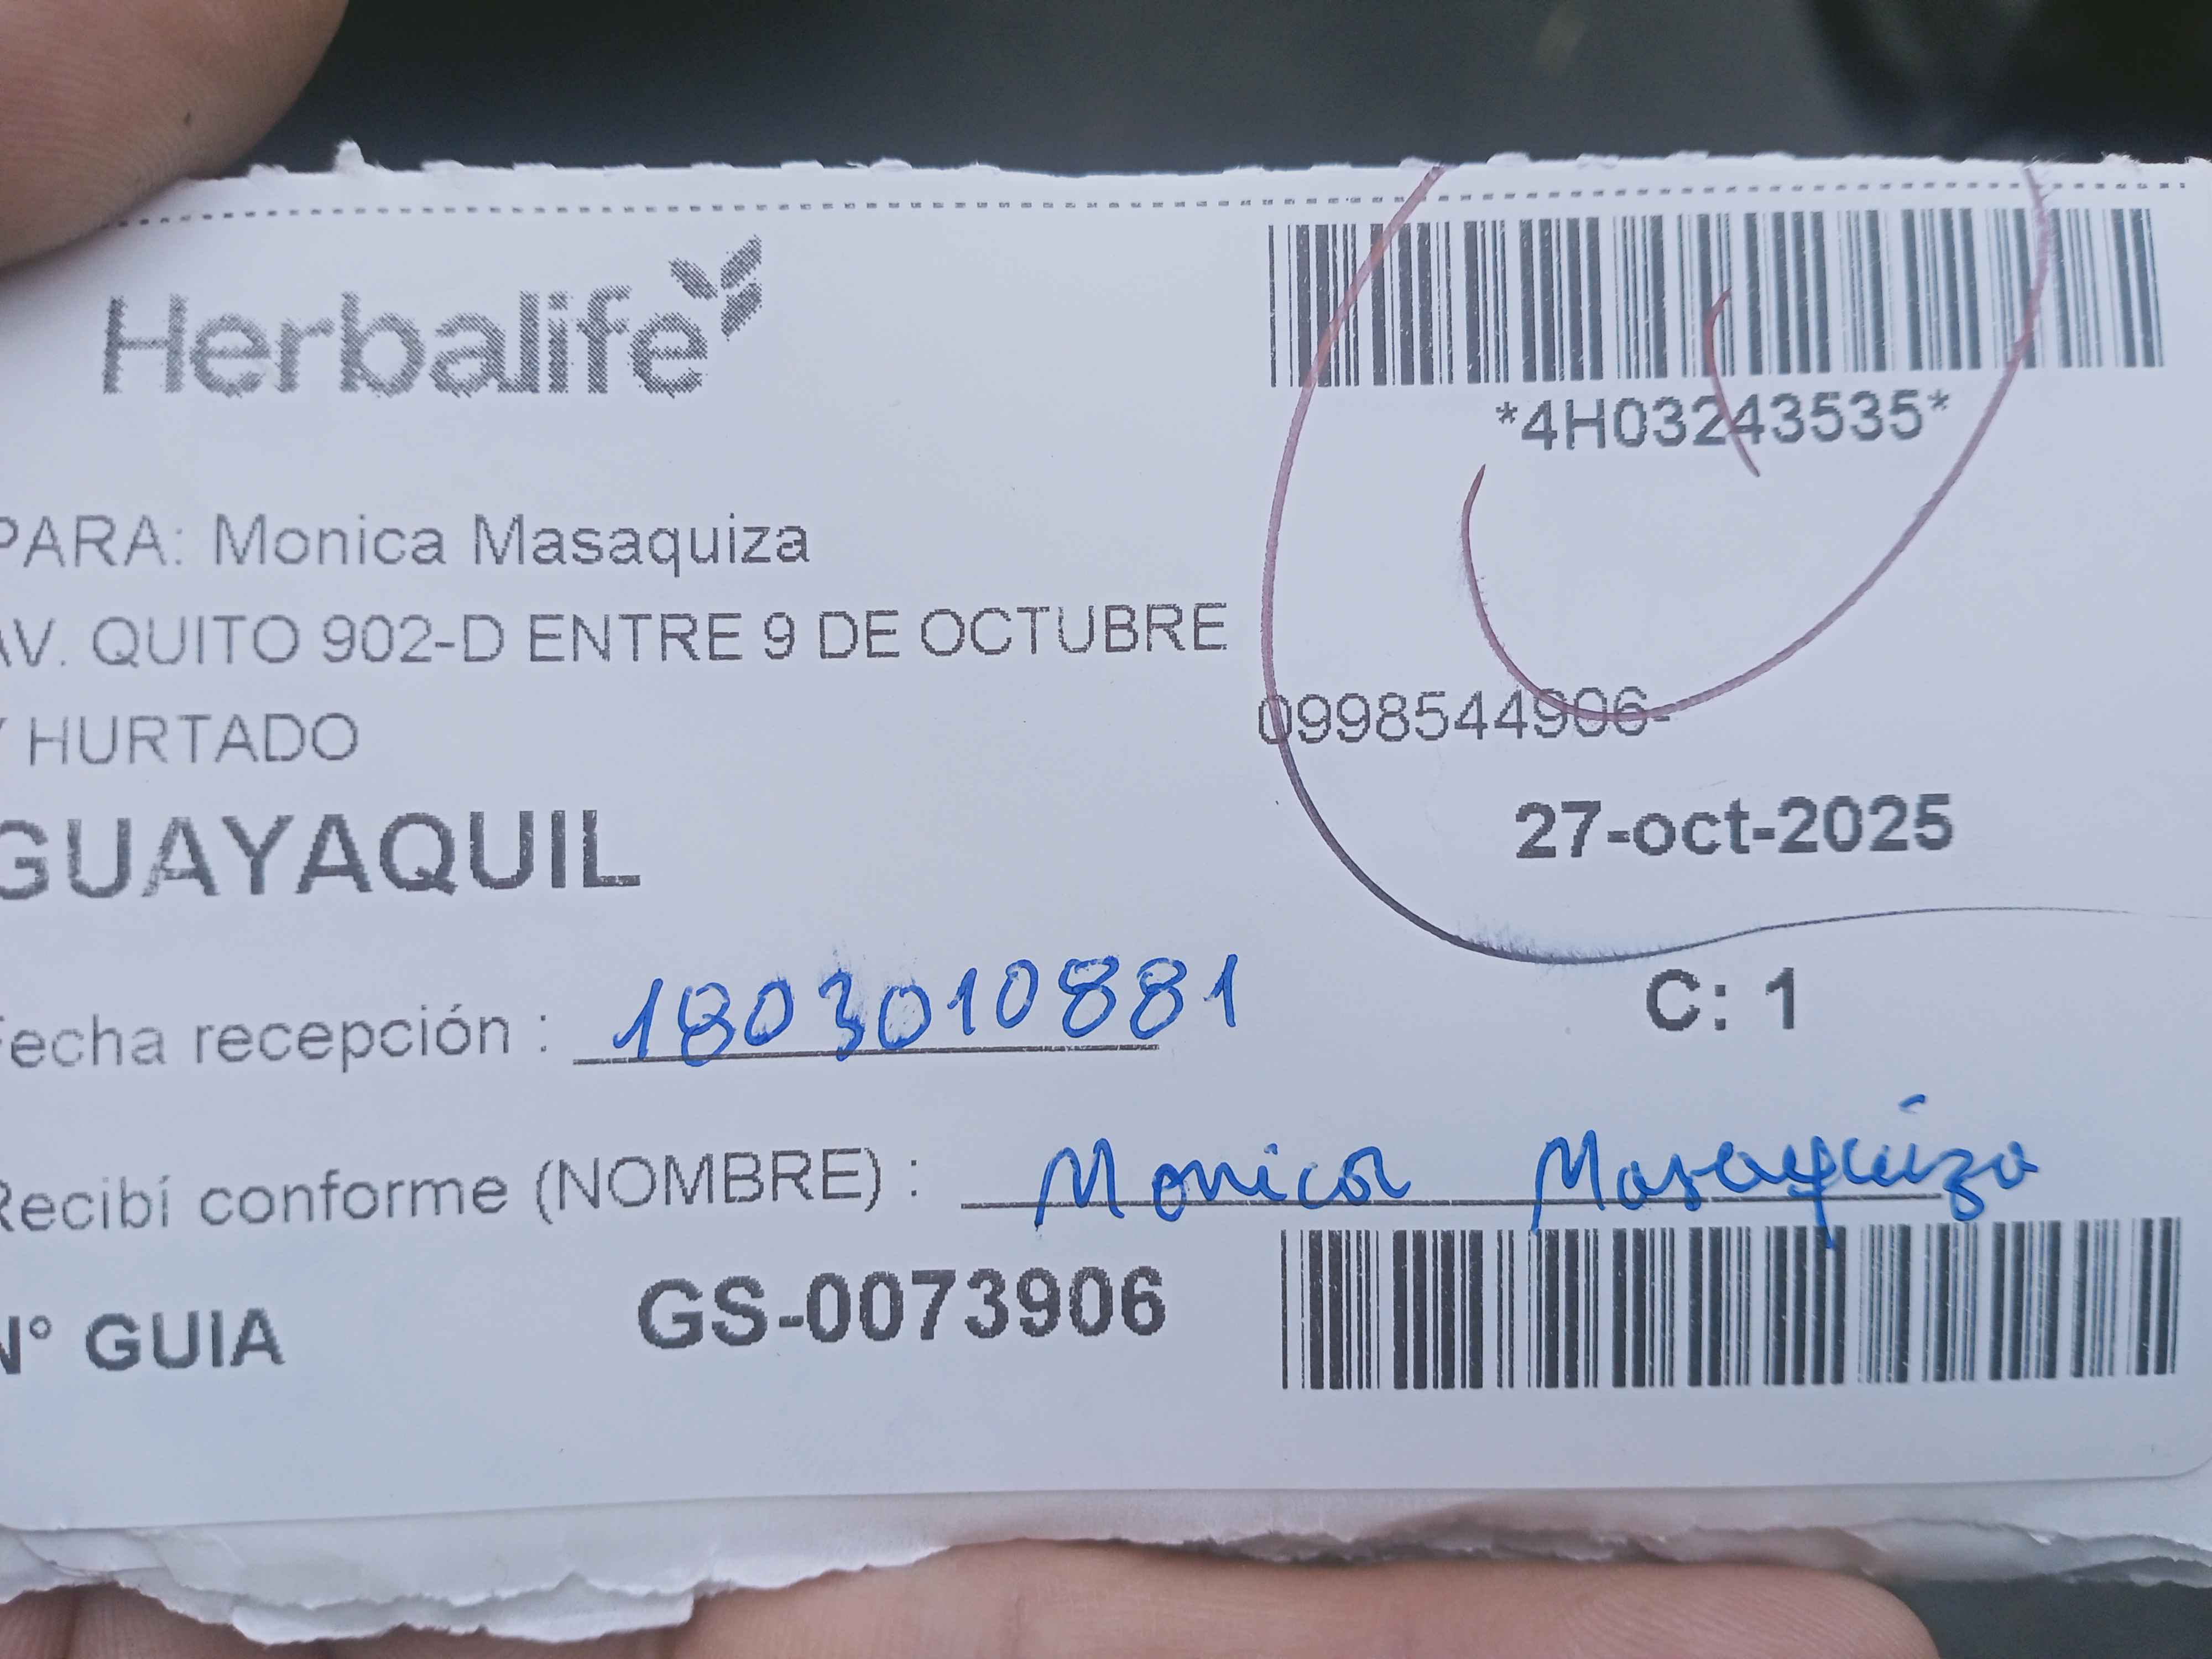 Herbalife
*4H03243535*
PARA: Monica Masaquiza
AV. QUITO 902-D ENTRE 9 DE OCTUBRE
Y HURTADO
0998544906-
GUAYAQUIL
27-oct-2025
Fecha recepción : 1803010881
C: 1
Recibí conforme (NOMBRE) : Monica Masaquiza
N° GUIA GS-0073906